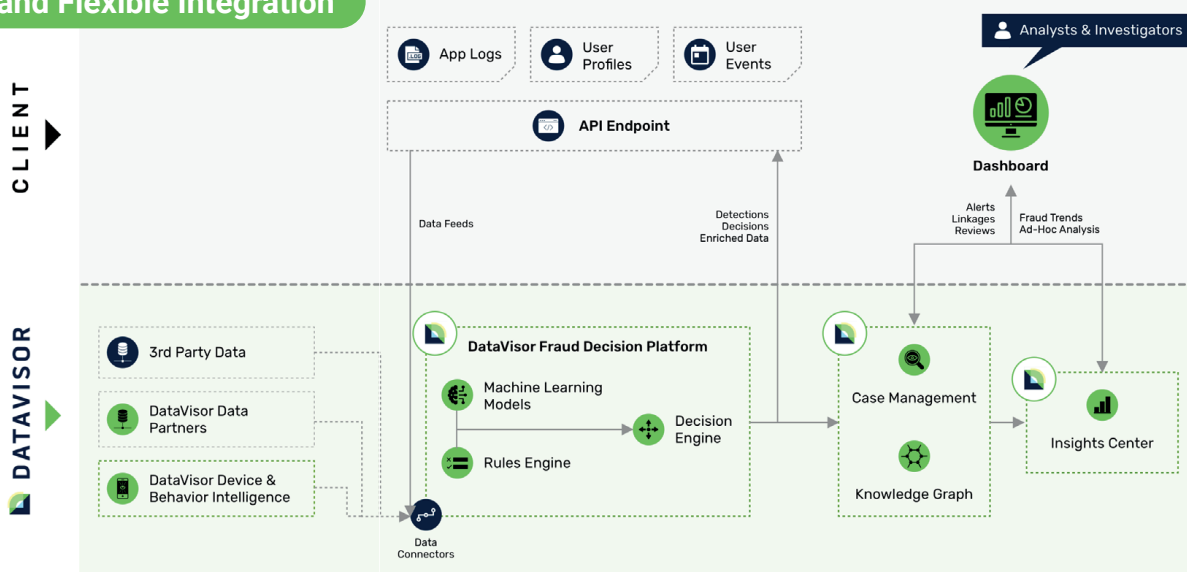 and Flexible Integration
Analysts & Investigators
App Logs
User
Profiles
User
Events
API Endpoint
Dashboard
CLIENT
Data Feeds
Detections
Decisions
Enriched Data
Alerts
Linkages
Reviews
Fraud Trends
Ad-Hoc Analysis
DATAVISOR
3rd Party Data
DataVisor Data
Partners
DataVisor Device &
Behavior Intelligence
DataVisor Fraud Decision Platform
Machine Learning
Models
Rules Engine
Decision
Engine
Data
Connectors
Case Management
Knowledge Graph
Insights Center